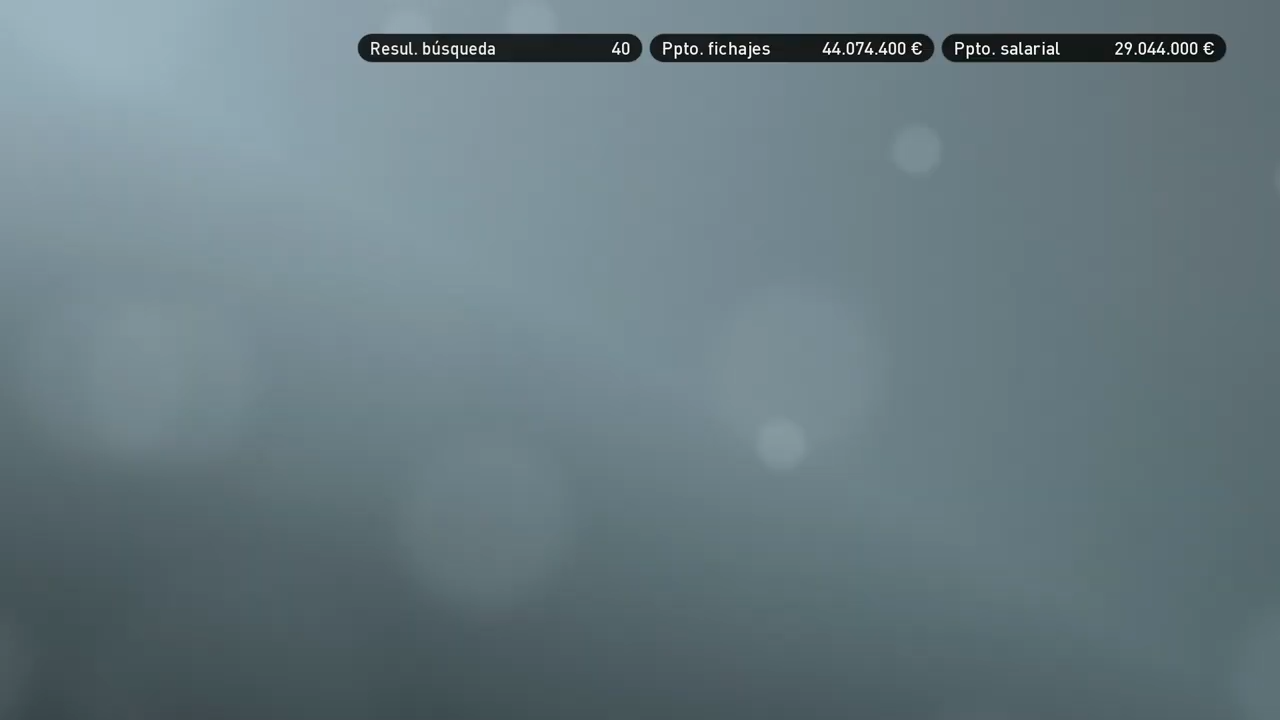 Resul. búsqueda 40 Ppto. fichajes 44.074.400 € Ppto. salarial 29.044.000 €